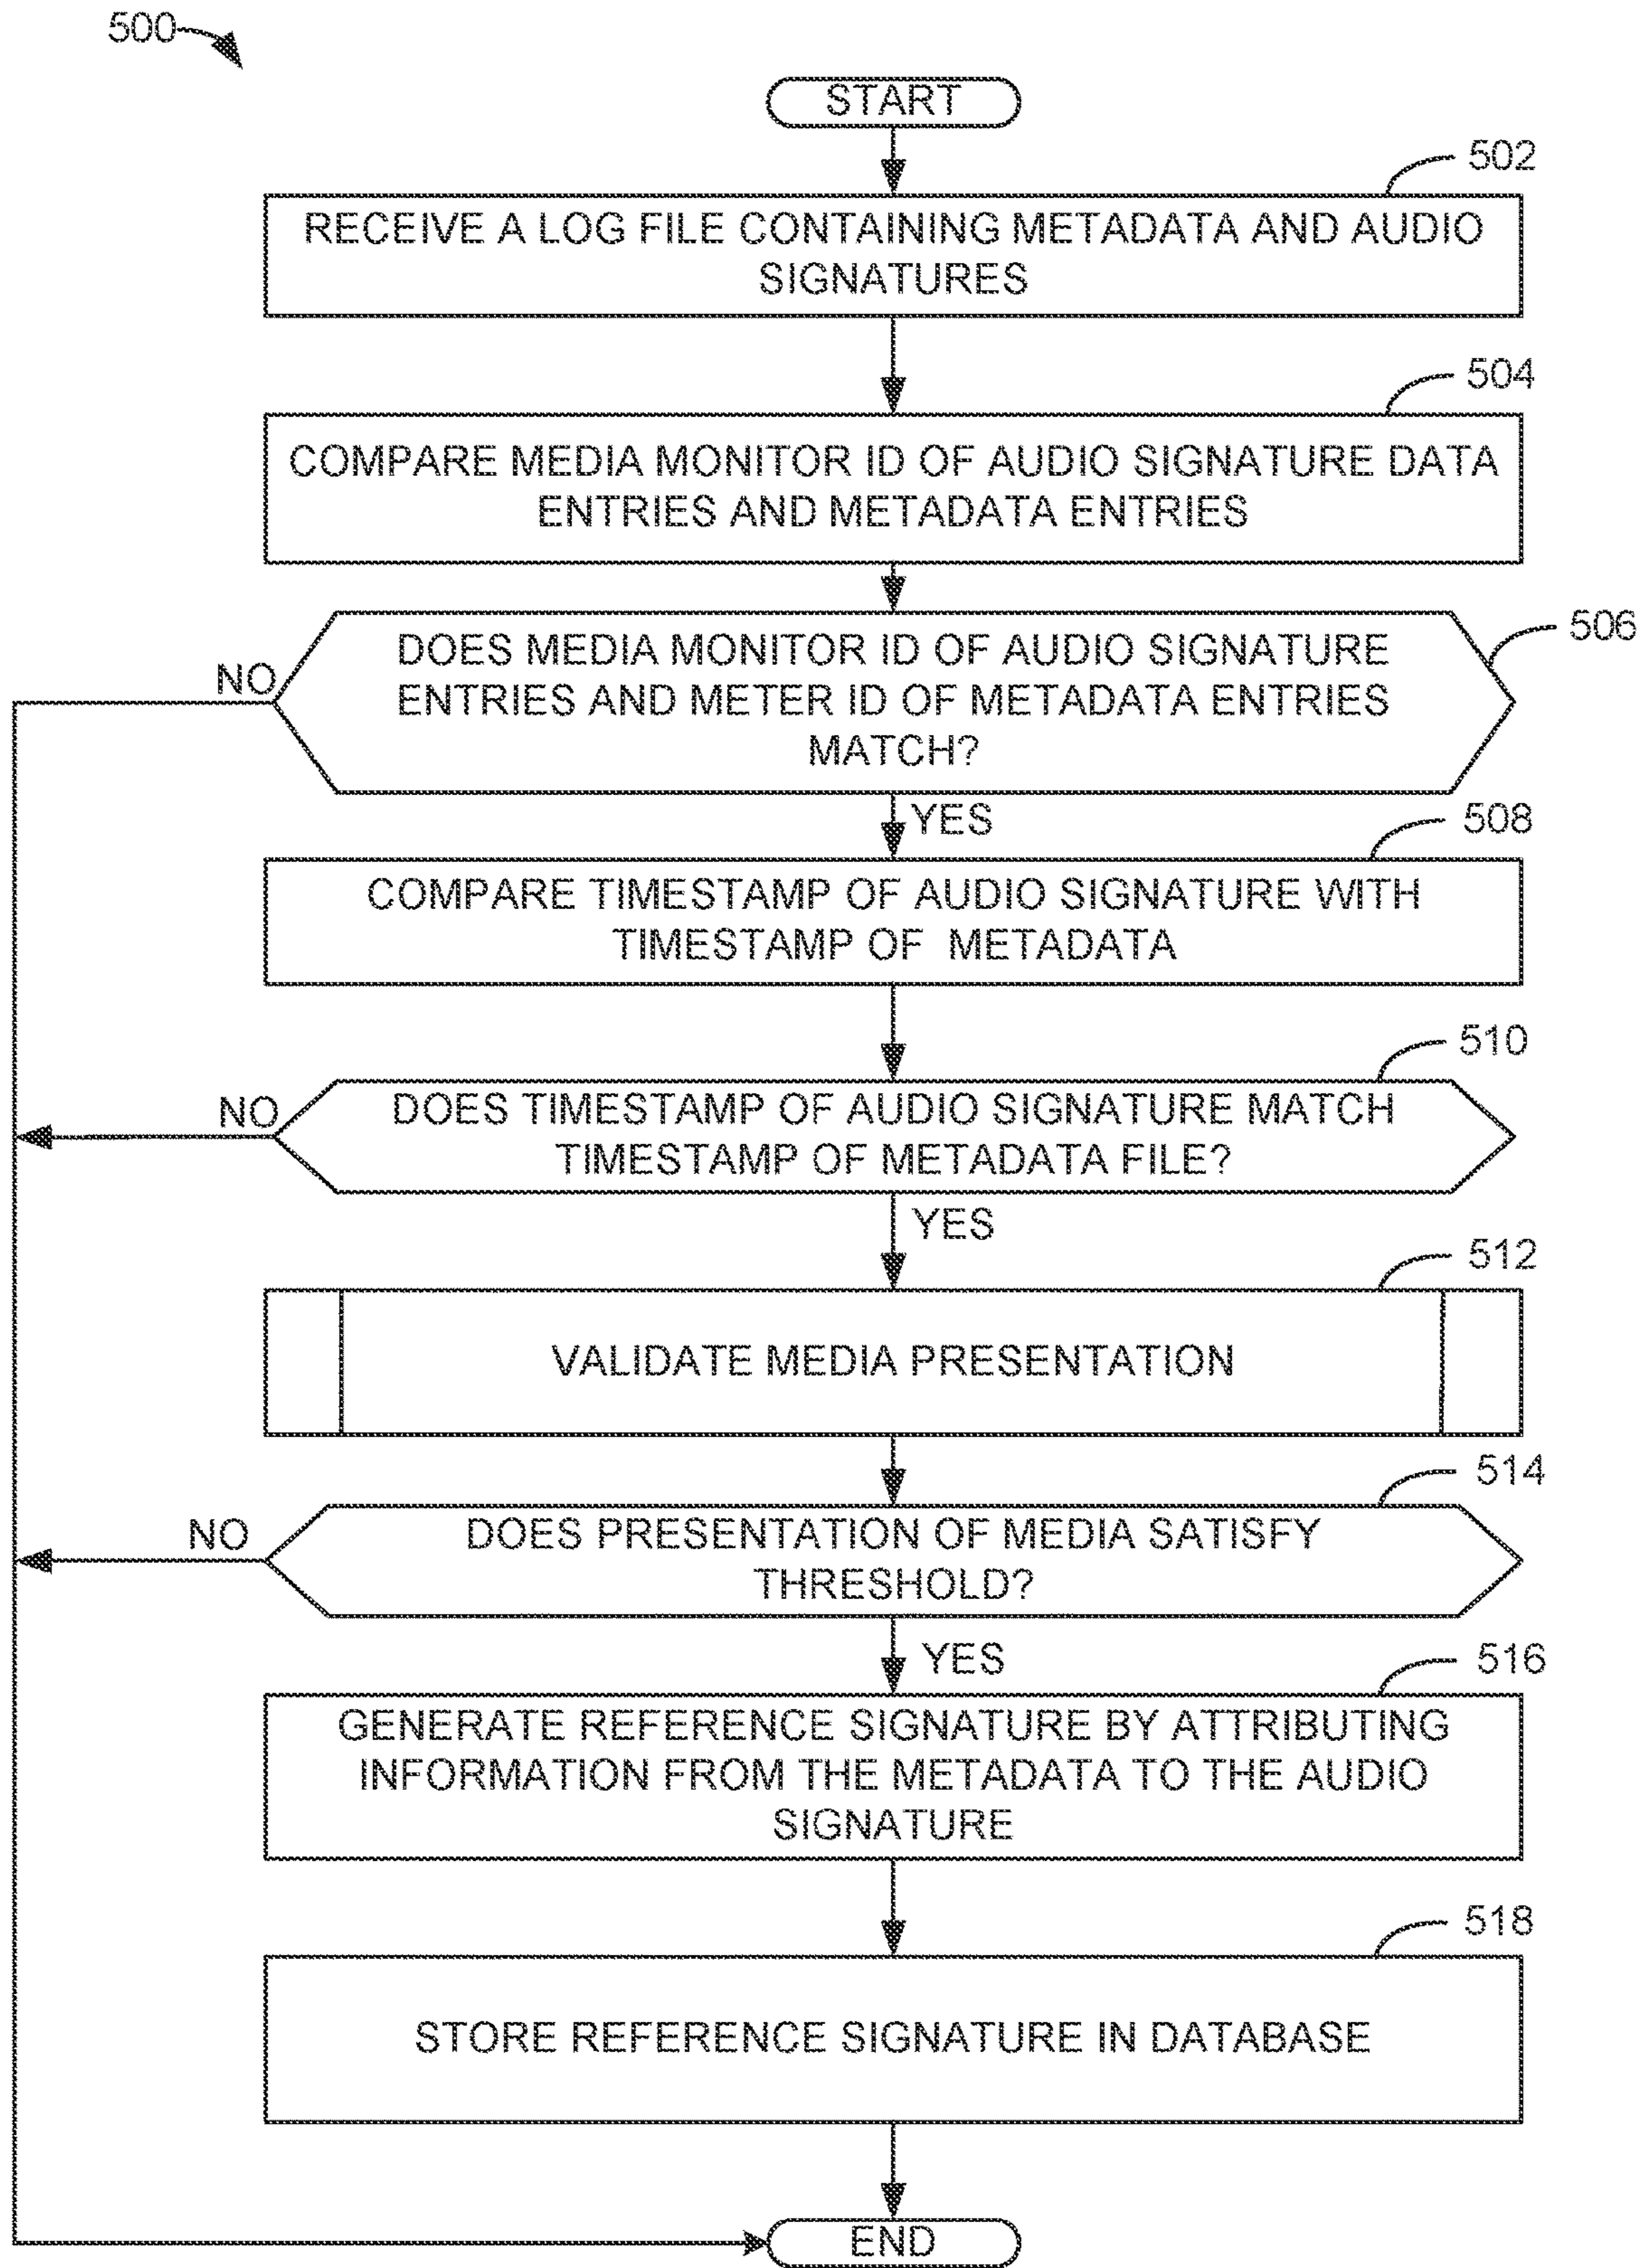 500
START
502
RECEIVE A LOG FILE CONTAINING METADATA AND AUDIO
SIGNATURES
504
COMPARE MEDIA MONITOR ID OF AUDIO SIGNATURE DATA
ENTRIES AND METADATA ENTRIES
506
DOES MEDIA MONITOR ID OF AUDIO SIGNATURE
ENTRIES AND METER ID OF METADATA ENTRIES
MATCH?
NO
YES
508
COMPARE TIMESTAMP OF AUDIO SIGNATURE WITH
TIMESTAMP OF METADATA
510
DOES TIMESTAMP OF AUDIO SIGNATURE MATCH
TIMESTAMP OF METADATA FILE?
NO
YES
512
VALIDATE MEDIA PRESENTATION
514
DOES PRESENTATION OF MEDIA SATISFY
THRESHOLD?
NO
YES
516
GENERATE REFERENCE SIGNATURE BY ATTRIBUTING
INFORMATION FROM THE METADATA TO THE AUDIO
SIGNATURE
518
STORE REFERENCE SIGNATURE IN DATABASE
END